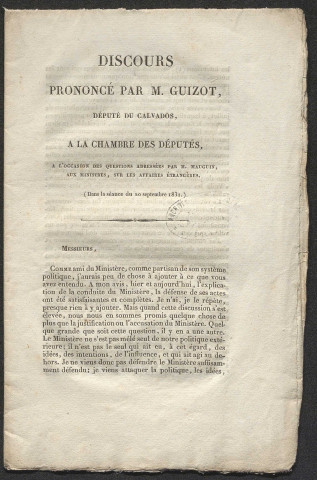 DISCOURS
PRONONCÉ PAR M. GUIZOT,
DÉPUTÉ DU CALVADOS,
A LA CHAMBRE DES DÉPUTÉS,
A L'OCCASION DES QUESTIONS ADRESSÉES PAR M. MAUGUIN,
AUX MINISTRES, SUR LES AFFAIRES ÉTRANGÈRES.
(Dans la séance du 20 septembre 1831.)
MESSIEURS,
COMME ami du Ministère, comme partisan de son système
politique, j'aurais peu de chose à ajouter à ce que vous
avez entendu. A mon avis, hier et aujourd'hui, l'explica-
tion de la conduite du Ministère, la défense de ses actes
ont été satisfaisantes et complètes. Je n'ai, je le répète,
presque rien à y ajouter. Mais quand cette discussion s'est
élevée, nous nous en sommes promis quelque chose de
plus que la justification ou l'accusation du Ministère. Quel-
que grande que soit cette question, il y en a une autre.
Le Ministère ne s'est pas mêlé seul de notre politique exté-
rieure; il n'est pas le seul qui ait eu, à cet égard, des
idées, des intentions, de l'influence, et qui ait agi au de-
hors. Je ne viens donc pas défendre le Ministère suffisam-
ment défendu; je viens attaquer la politique, les idées,